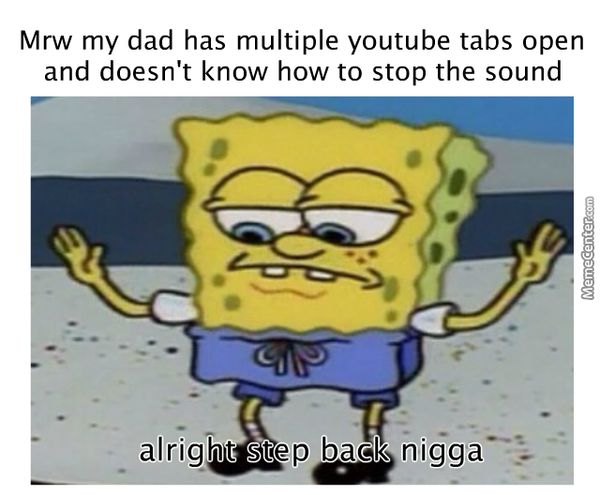 Mrw my dad has multiple youtube tabs open
and doesn't know how to stop the sound
alright step back nigga
MemeCenter.com